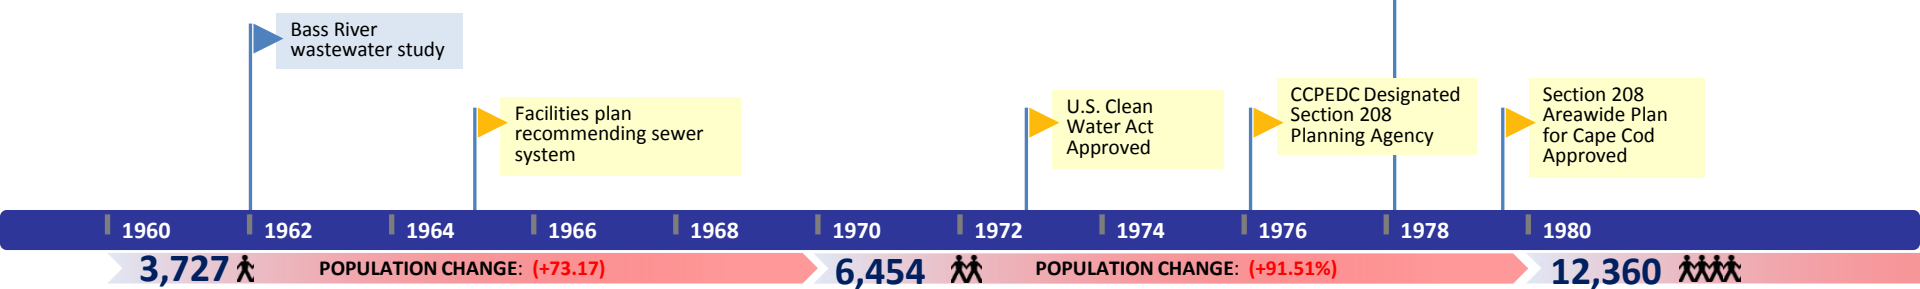 Bass River
wastewater study
Facilities plan
recommending sewer
system
U.S. Clean
Water Act
Approved
CCPEDC Designated
Section 208
Planning Agency
Section 208
Areawide Plan
for Cape Cod
Approved
1960 1962 1964 1966 1968 1970 1972 1974 1976 1978 1980
3,727 POPULATION CHANGE: (+73.17) 6,454 POPULATION CHANGE: (+91.51%) 12,360